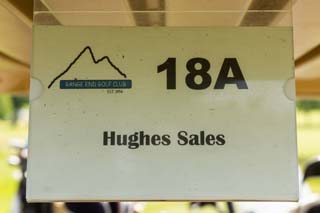 RANGE END GOLF CLUB
18A
Hughes Sales